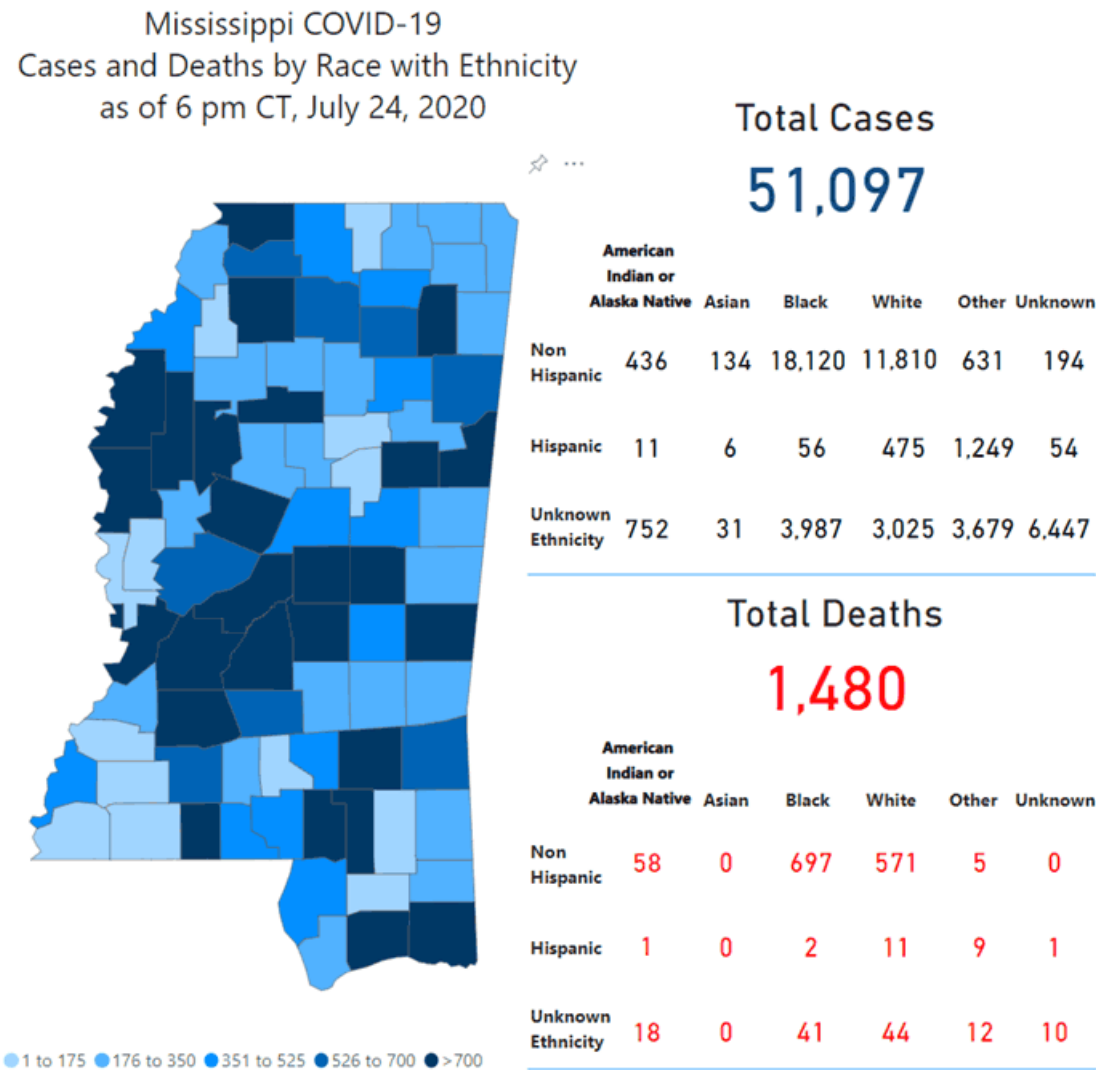 Mississippi COVID-19
Cases and Deaths by Race with Ethnicity
as of 6 pm CT, July 24, 2020
Total Cases
51,097
American
Indian or
Alaska Native Asian Black White Other Unknown
Non
Hispanic 436 134 18,120 11,810 631 194
Hispanic 11 6 56 475 1,249 54
Unknown
Ethnicity 752 31 3,987 3,025 3,679 6,447
Total Deaths
1,480
American
Indian or
Alaska Native Asian Black White Other Unknown
Non
Hispanic 58 0 697 571 5 0
Hispanic 1 0 2 11 9 1
Unknown
Ethnicity 18 0 41 44 12 10
1 to 175 176 to 350 351 to 525 526 to 700 >700